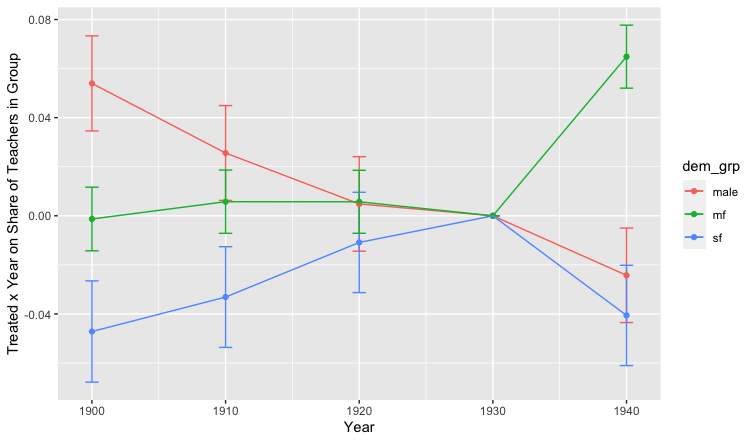 Treated x Year on Share of Teachers in Group
0.08
0.04
0.00
-0.04
1900 1910 1920 1930 1940
Year
dem_grp
male
mf
sf